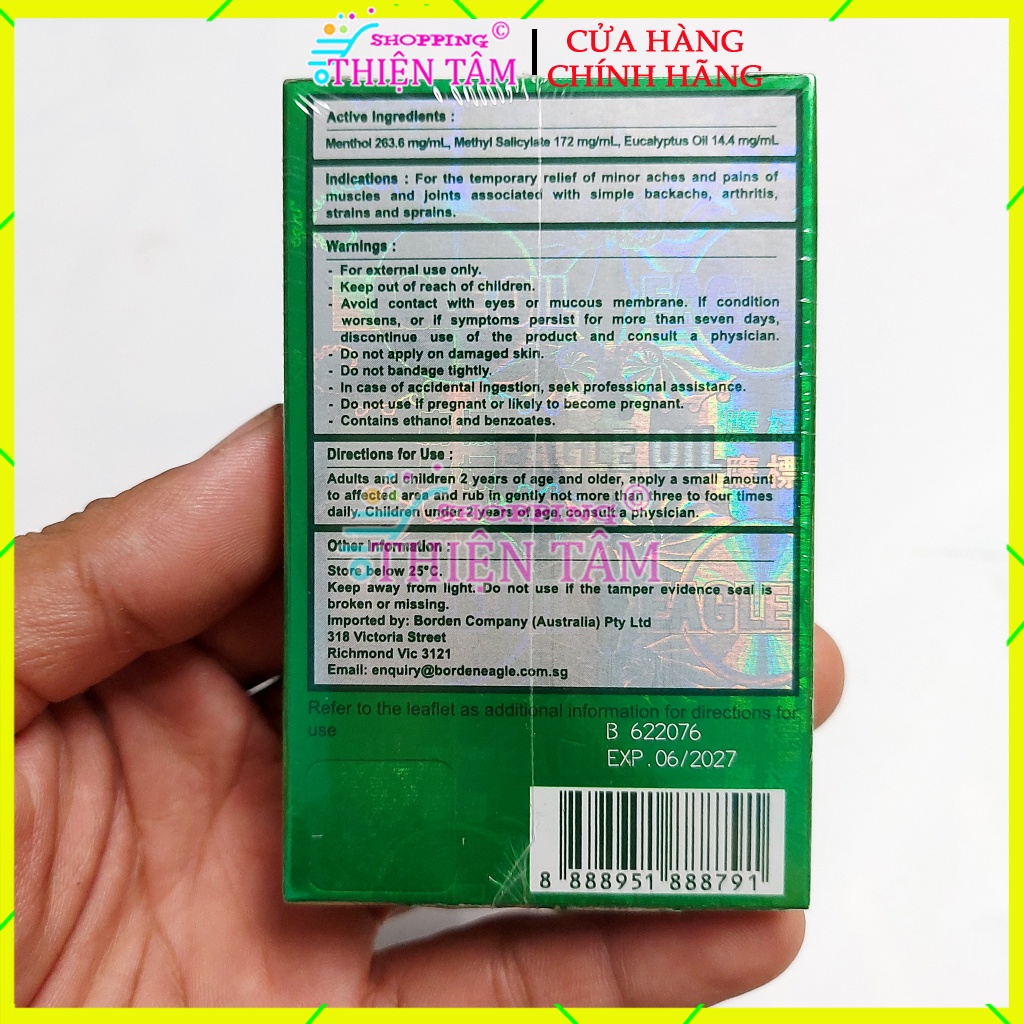 SHOPPING ©
THIỆN TÂM
CỬA HÀNG
CHÍNH HÃNG
Active Ingredients :
Menthol 263.6 mg/mL, Methyl Salicylate 172 mg/mL, Eucalyptus Oil 14.4 mg/mL
Indications : For the temporary relief of minor aches and pains of
muscles and joints associated with simple backache, arthritis,
strains and sprains.
Warnings :
- For external use only.
- Keep out of reach of children.
Avoid contact with eyes or mucous membrane. If condition
worsens, or if symptoms persist for more than seven days,
discontinue use of the product and consult a physician.
- Do not apply on damaged skin.
- Do not bandage tightly.
- In case of accidental ingestion, seek professional assistance.
- Do not use if pregnant or likely to become pregnant.
- Contains ethanol and benzoates.
EAGLE OIL
鷹標
Directions for Use :
Adults and children 2 years of age and older, apply a small amount
to affected area and rub in gently not more than three to four times
daily. Children under 2 years of age, consult a physician.
SHOPPING ©
THIỆN TÂM
Other Information :
Store below 25°C.
Keep away from light. Do not use if the tamper evidence seal is
broken or missing.
EAGLE
Imported by: Borden Company (Australia) Pty Ltd
318 Victoria Street
Richmond Vic 3121
Email: enquiry@bordeneagle.com.sg
Refer to the leaflet as additional information for directions for
use
B 622076
EXP.06/2027
8 888951 888791